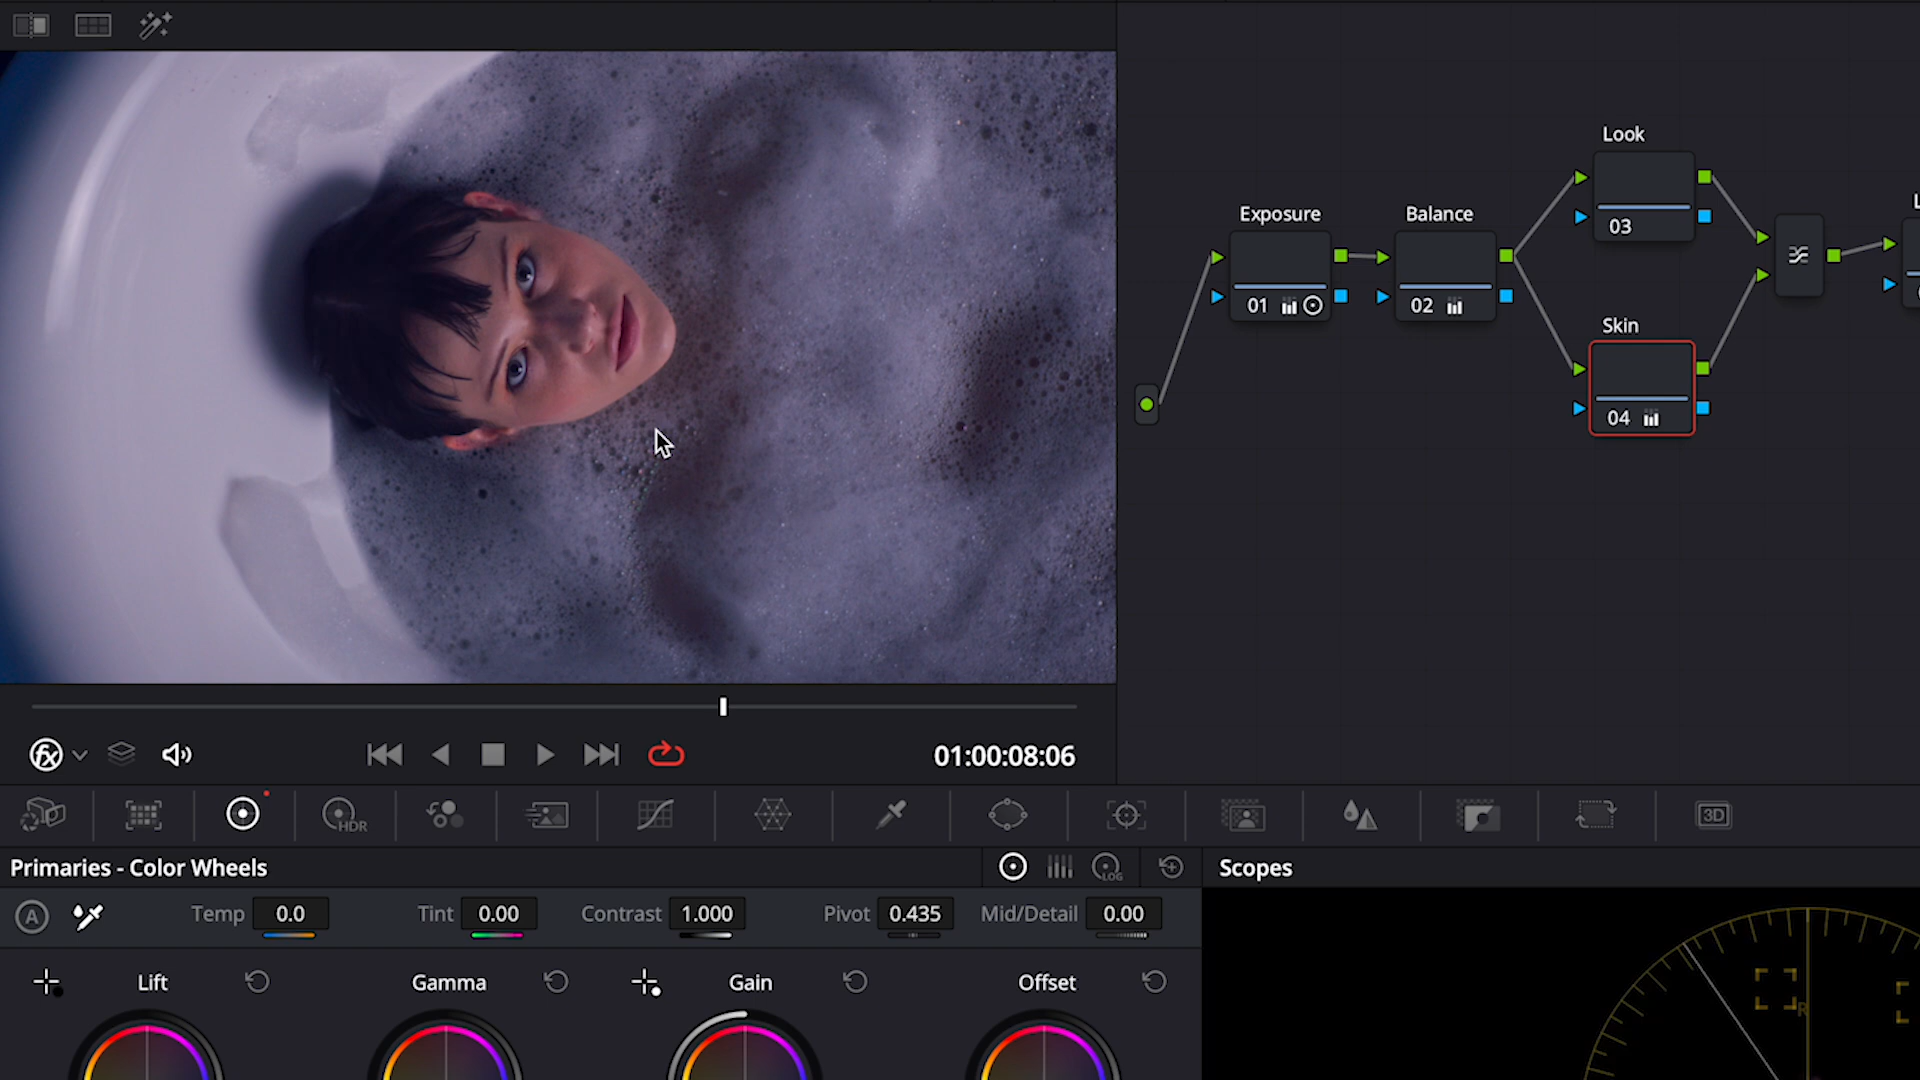 Look
Exposure
Balance
03
01
02
Skin
04
fx
01:00:08:06
HDR
3D
Primaries - Color Wheels
LOG
Scopes
A
Temp 0.0
Tint 0.00
Contrast 1.000
Pivot 0.435
Mid/Detail 0.00
Lift
Gamma
Gain
Offset
R